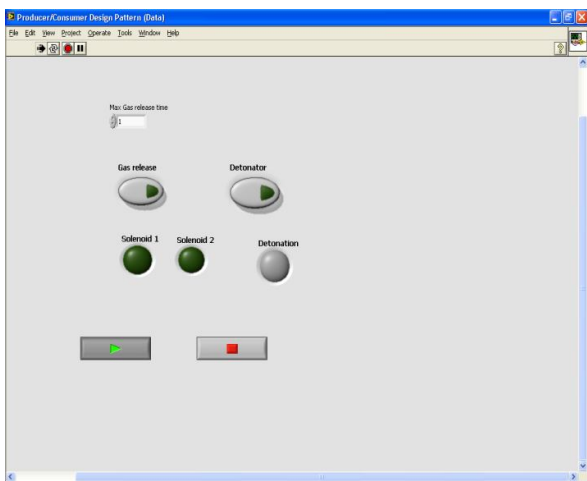 Producer/Consumer Design Pattern (Data)
File Edit View Project Operate Tools Window Help
Max Gas release time
1
Gas release Detonator
Solenoid 1 Solenoid 2 Detonation